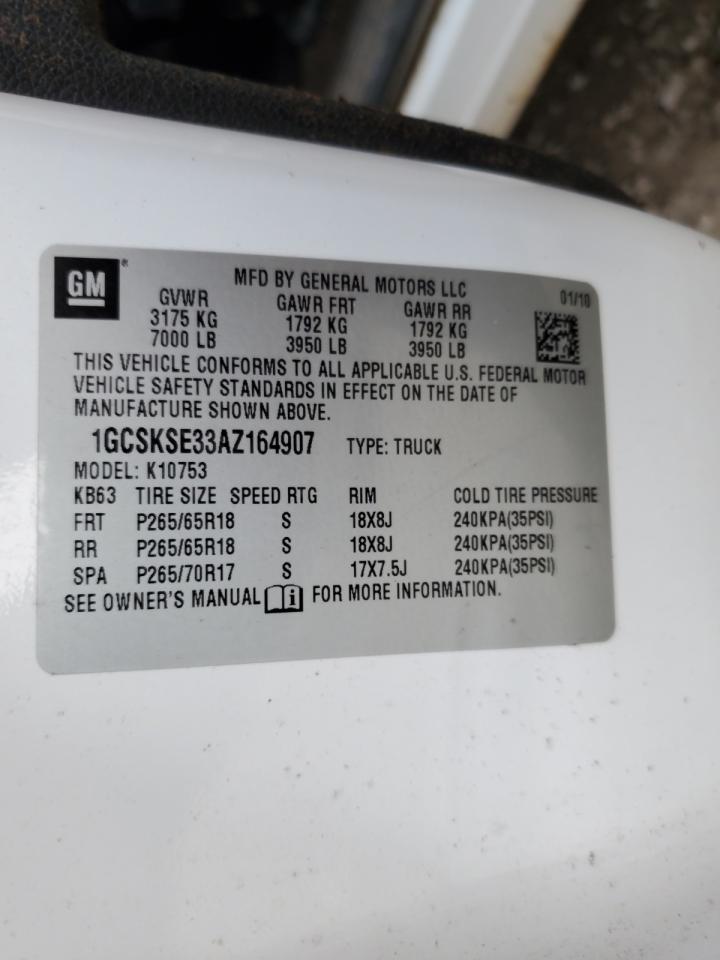 GM
MFD BY GENERAL MOTORS LLC
01/10
GVWR GAWR FRT GAWR RR
3175 KG 1792 KG 1792 KG
7000 LB 3950 LB 3950 LB
THIS VEHICLE CONFORMS TO ALL APPLICABLE U.S. FEDERAL MOTOR
VEHICLE SAFETY STANDARDS IN EFFECT ON THE DATE OF
MANUFACTURE SHOWN ABOVE.
1GCSKSE33AZ164907 TYPE: TRUCK
MODEL: K10753
KB63 TIRE SIZE SPEED RTG RIM COLD TIRE PRESSURE
FRT P265/65R18 S 18X8J 240KPA(35PSI)
RR P265/65R18 S 18X8J 240KPA(35PSI)
SPA P265/70R17 S 17X7.5J 240KPA(35PSI)
SEE OWNER'S MANUAL i FOR MORE INFORMATION.